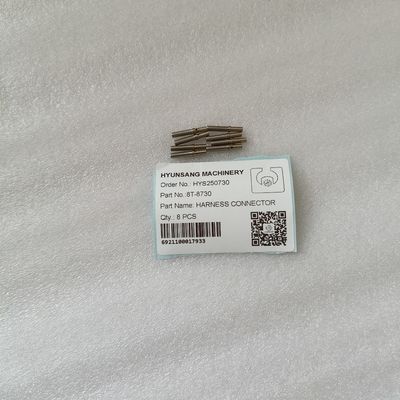 HYUNSANG MACHINERY
Order No.: HYS250730
Part No.:8T-8730
Part Name: HARNESS CONNECTOR
Qty.: 6 PCS
6921100017933